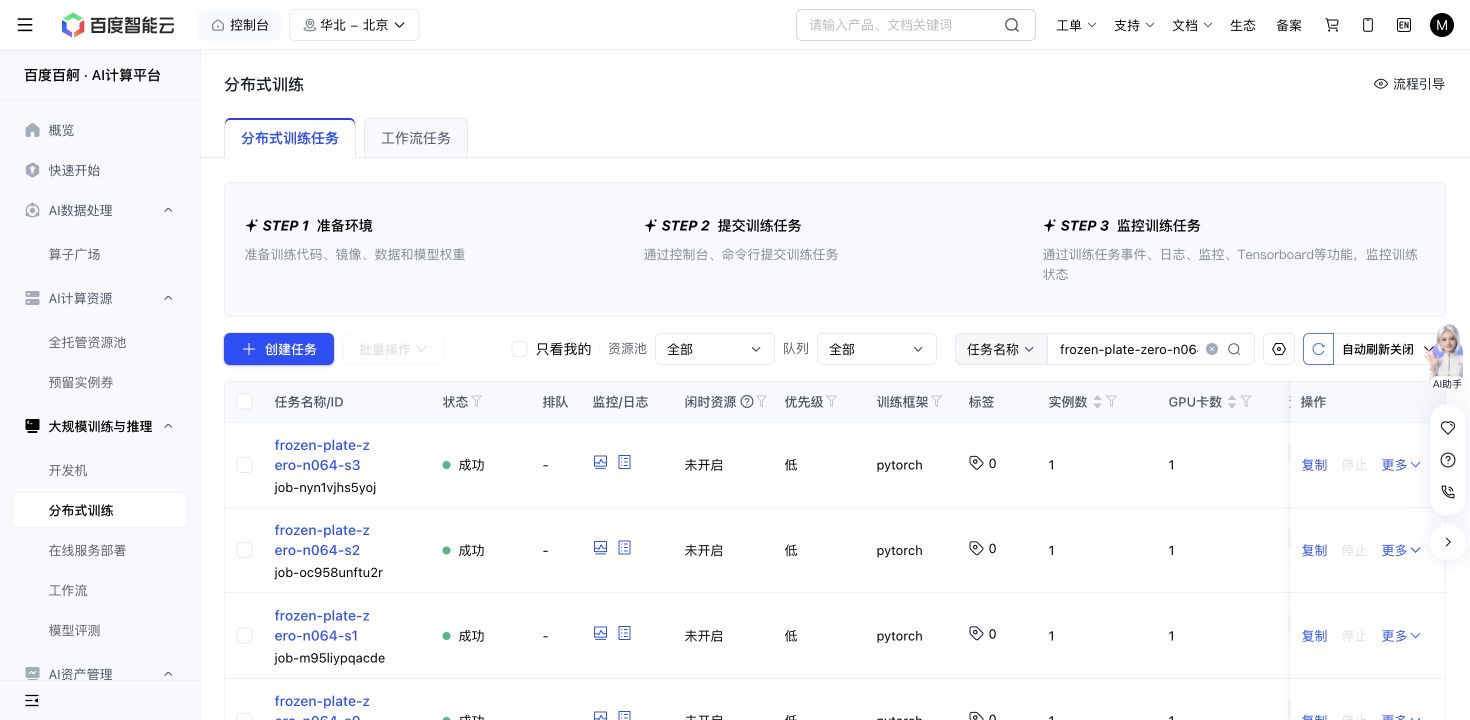 百度智能云
控制台
华北 – 北京
请输入产品、文档关键词
工单
支持
文档
生态
备案
EN
M
百度百舸 · AI计算平台
概览
快速开始
AI数据处理
算子广场
AI计算资源
全托管资源池
预留实例券
大规模训练与推理
开发机
分布式训练
在线服务部署
工作流
模型评测
AI资产管理
分布式训练
流程引导
分布式训练任务
工作流任务
STEP 1 准备环境
准备训练代码、镜像、数据和模型权重
STEP 2 提交训练任务
通过控制台、命令行提交训练任务
STEP 3 监控训练任务
通过训练任务事件、日志、监控、Tensorboard等功能，监控训练
状态
创建任务
批量操作
只看我的
资源池
全部
队列
全部
任务名称
frozen-plate-zero-n06
自动刷新关闭
AI助手
任务名称/ID 状态 排队 监控/日志 闲时资源 优先级 训练框架 标签 实例数 GPU卡数 操作
frozen-plate-z
ero-n064-s3
job-nyn1vjhs5yoj
成功 - 未开启 低 pytorch 0 1 1 复制 停止 更多
frozen-plate-z
ero-n064-s2
job-oc958unftu2r
成功 - 未开启 低 pytorch 0 1 1 复制 停止 更多
frozen-plate-z
ero-n064-s1
job-m95liypqacde
成功 - 未开启 低 pytorch 0 1 1 复制 停止 更多
frozen-plate-z
成功 - 未开启 低 pytorch 0 1 1 复制 停止 更多